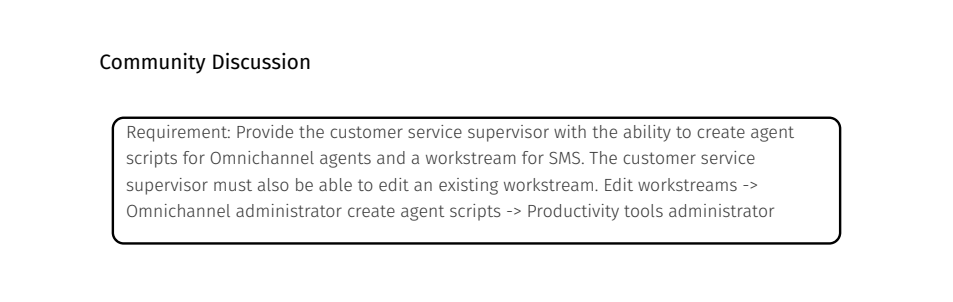 Community Discussion
Requirement: Provide the customer service supervisor with the ability to create agent
scripts for Omnichannel agents and a workstream for SMS. The customer service
supervisor must also be able to edit an existing workstream. Edit workstreams ->
Omnichannel administrator create agent scripts -> Productivity tools administrator